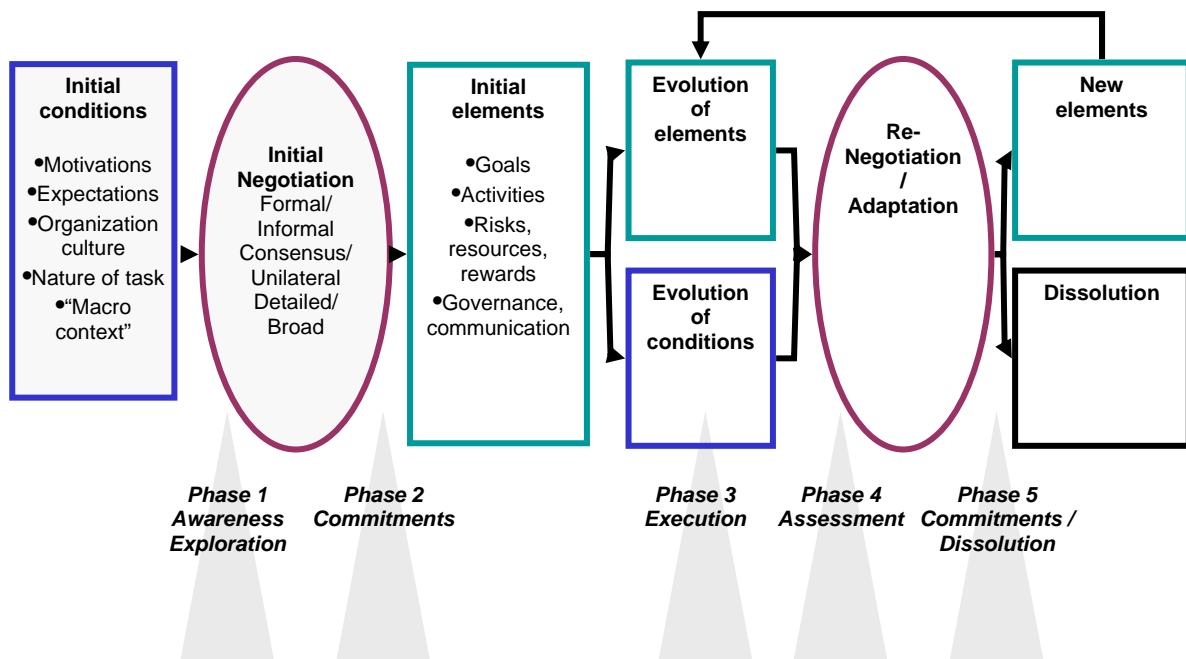 Initial
conditions
•Motivations
•Expectations
•Organization
culture
•Nature of task
•“Macro
context”
Initial
Negotiation
Formal/
Informal
Consensus/
Unilateral
Detailed/
Broad
Initial
elements
•Goals
•Activities
•Risks,
resources,
rewards
•Governance,
communication
Evolution
of
elements
Evolution
of
conditions
Re-
Negotiation
/
Adaptation
New
elements
Dissolution
Phase 1
Awareness
Exploration
Phase 2
Commitments
Phase 3
Execution
Phase 4
Assessment
Phase 5
Commitments /
Dissolution